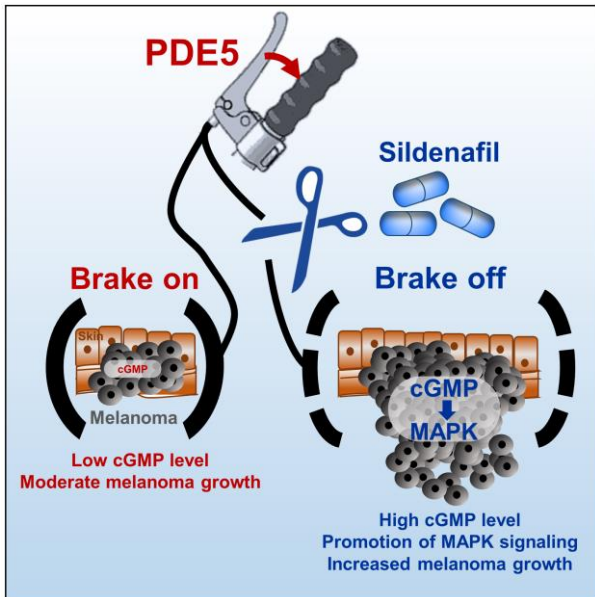 PDE5
Sildenafil
Brake on
Brake off
Skin
cGMP
Melanoma
Low cGMP level
Moderate melanoma growth
cGMP
MAPK
High cGMP level
Promotion of MAPK signaling
Increased melanoma growth